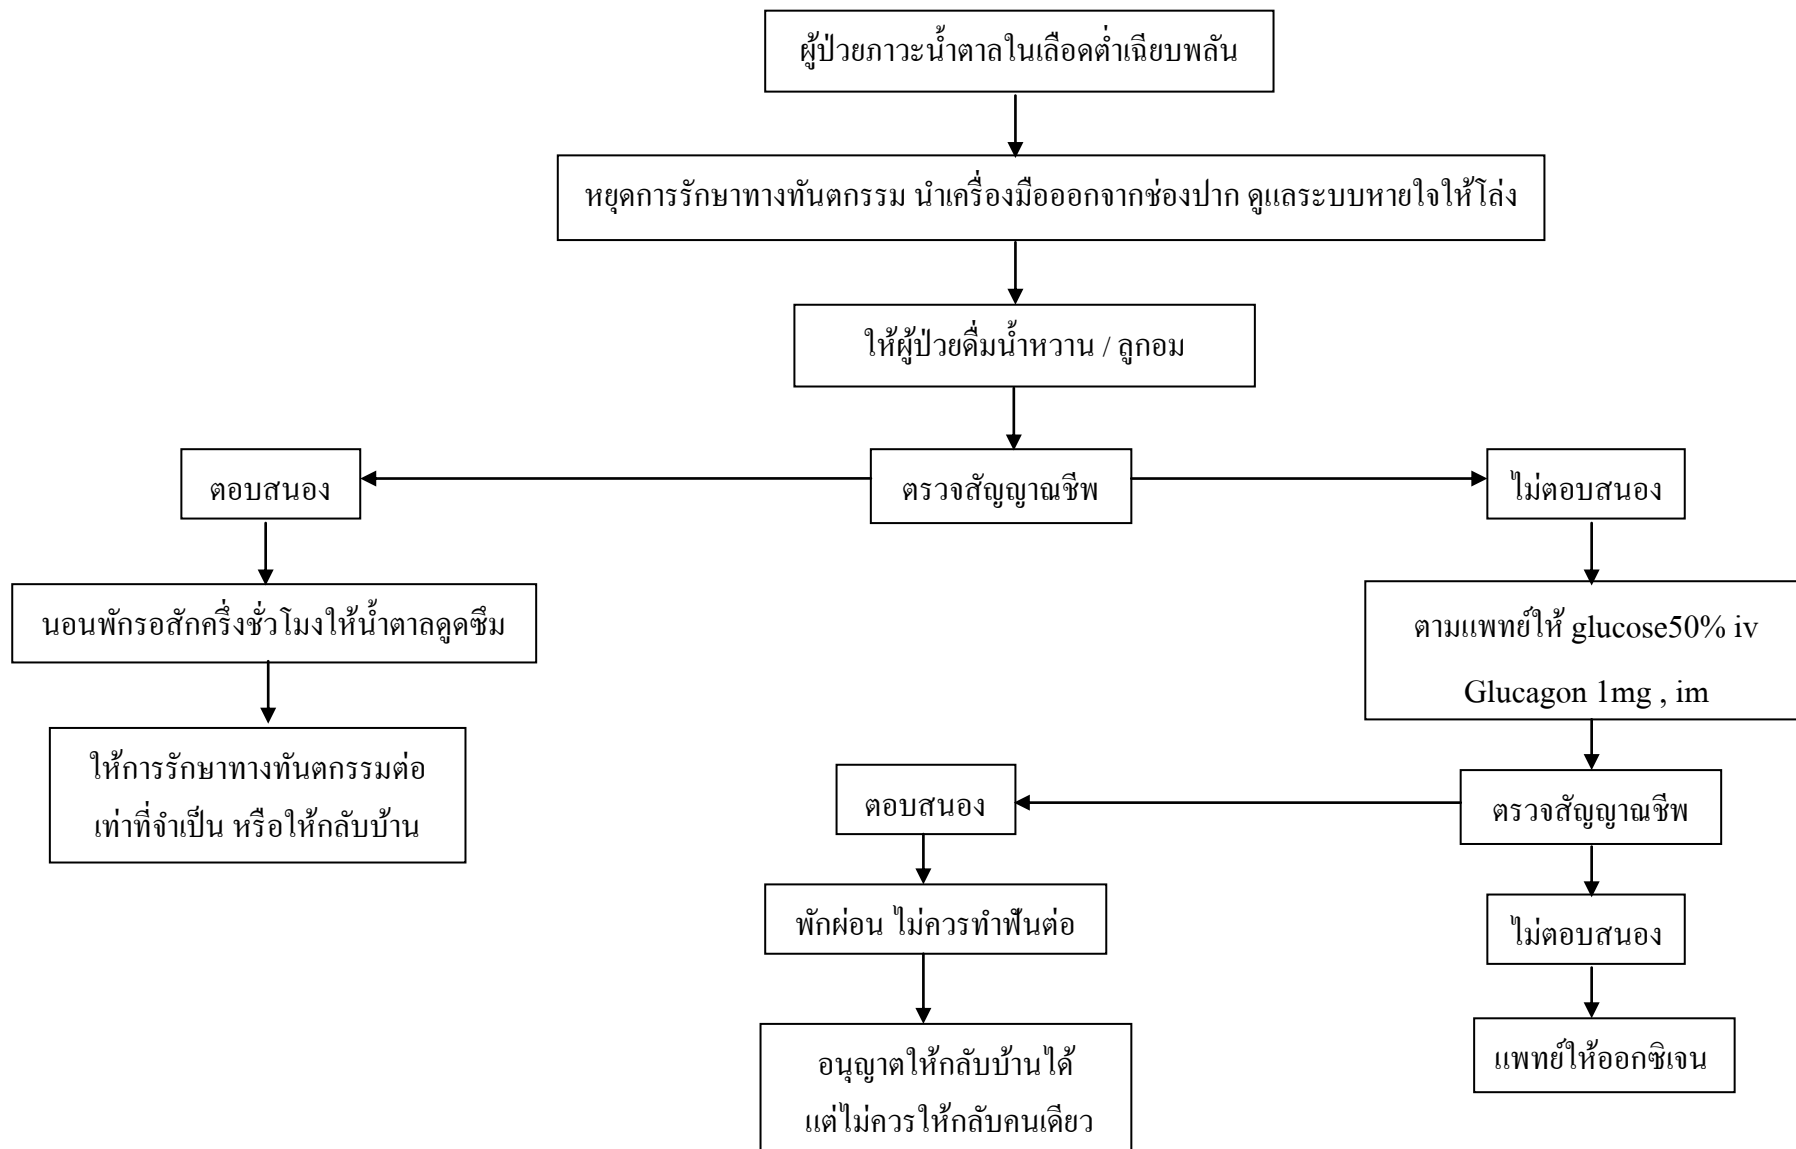 ผู้ป่วยภาวะน้ำตาลในเลือดต่ำเฉียบพลัน
หยุดการรักษาทางทันตกรรม นำเครื่องมือออกจากช่องปาก ดูแลระบบหายใจให้โล่ง
ให้ผู้ป่วยดื่มน้ำหวาน / ลูกอม
ตอบสนอง
ตรวจสัญญาณชีพ
ไม่ตอบสนอง
นอนพักรอสักครึ่งชั่วโมงให้น้ำตาลดูดซึม
ให้การรักษาทางทันตกรรมต่อ
เท่าที่จำเป็น หรือให้กลับบ้าน
ตามแพทย์ให้ glucose50% iv
Glucagon 1mg , im
ตอบสนอง
ตรวจสัญญาณชีพ
พักผ่อน ไม่ควรทำฟันต่อ
ไม่ตอบสนอง
อนุญาตให้กลับบ้านได้
แต่ไม่ควรให้กลับคนเดียว
แพทย์ให้ออกซิเจน